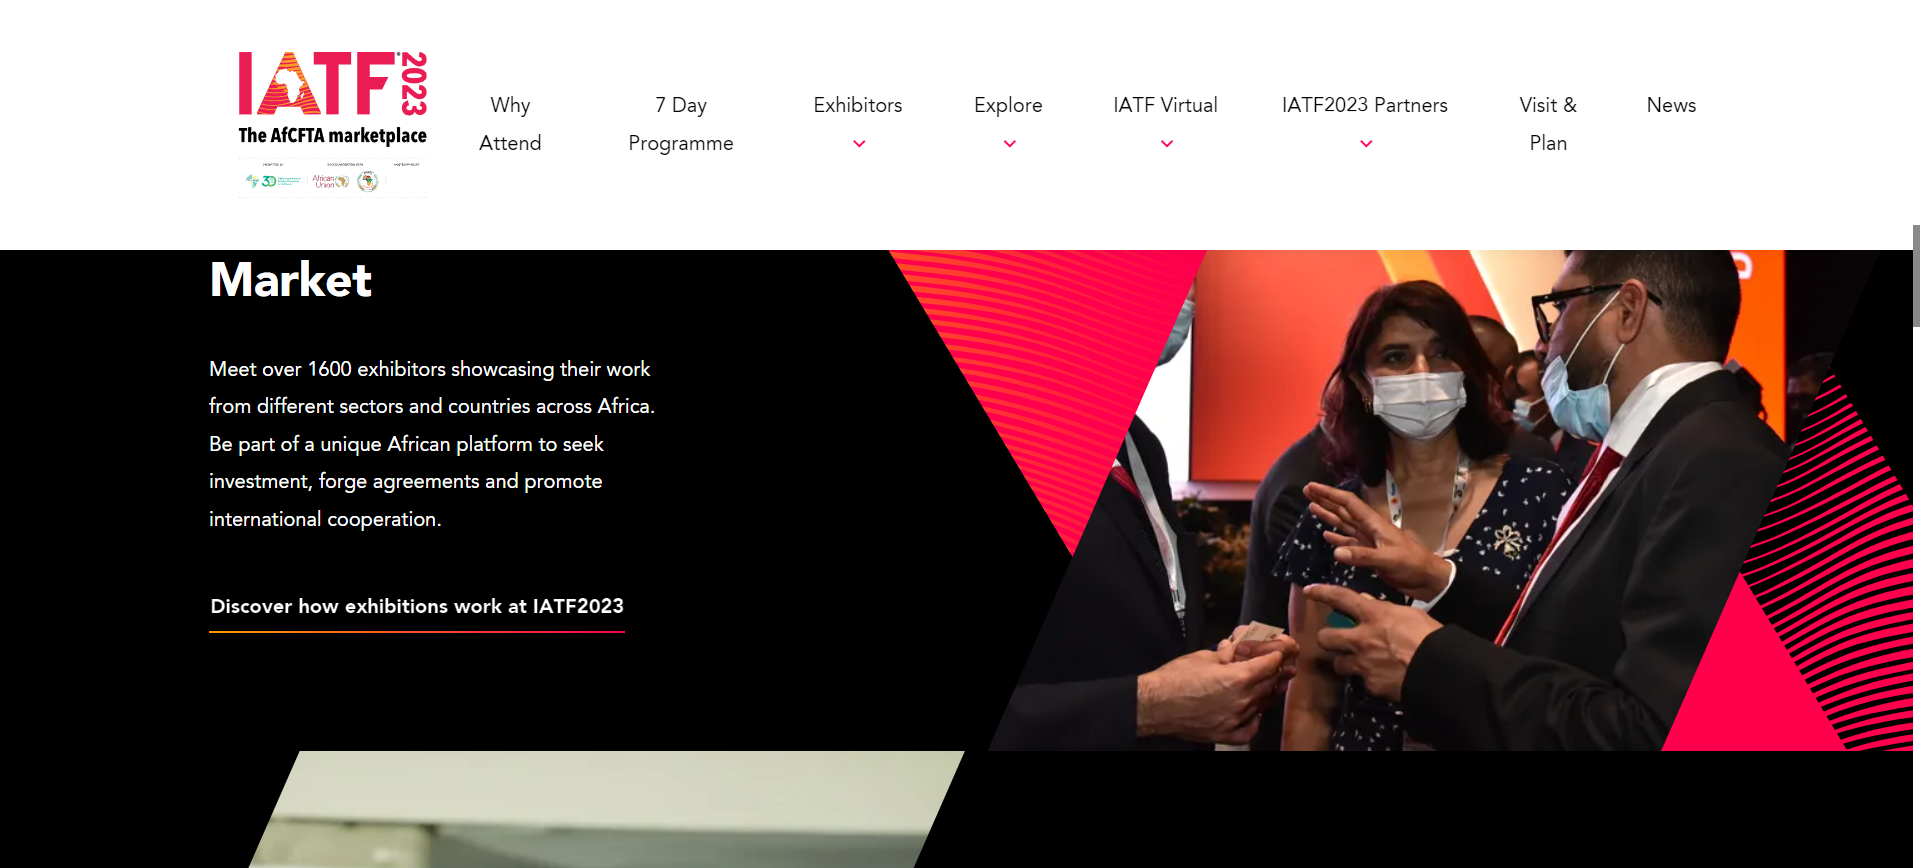 IATF 2023
The AfCFTA marketplace
African
Union
Why
Attend
7 Day
Programme
Exhibitors
Explore
IATF Virtual
IATF2023 Partners
Visit &
Plan
News
Market
Meet over 1600 exhibitors showcasing their work
from different sectors and countries across Africa.
Be part of a unique African platform to seek
investment, forge agreements and promote
international cooperation.
Discover how exhibitions work at IATF2023